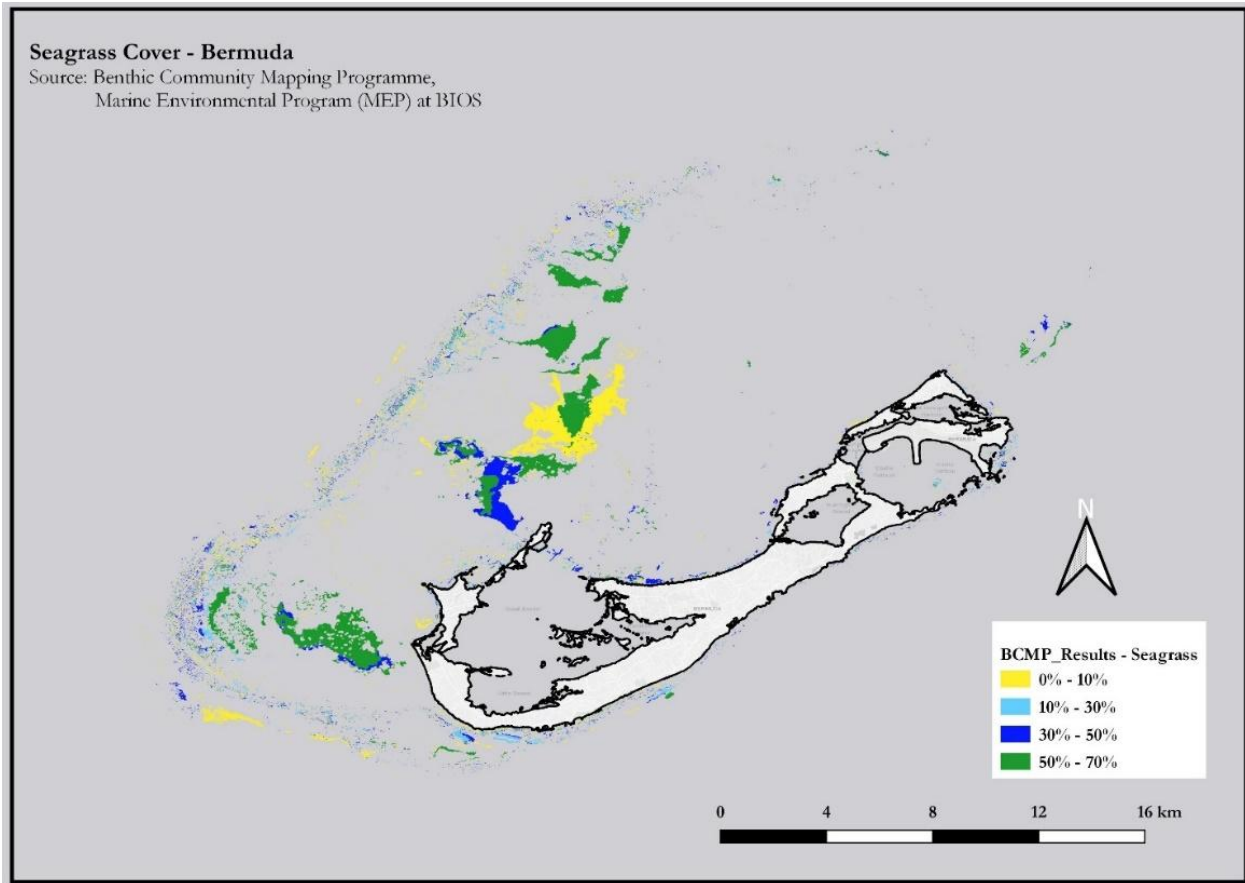 Seagrass Cover - Bermuda
Source: Benthic Community Mapping Programme,
Marine Environmental Program (MEP) at BIOS
N
BCMP_Results - Seagrass
0% - 10%
10% - 30%
30% - 50%
50% - 70%
0 4 8 12 16 km